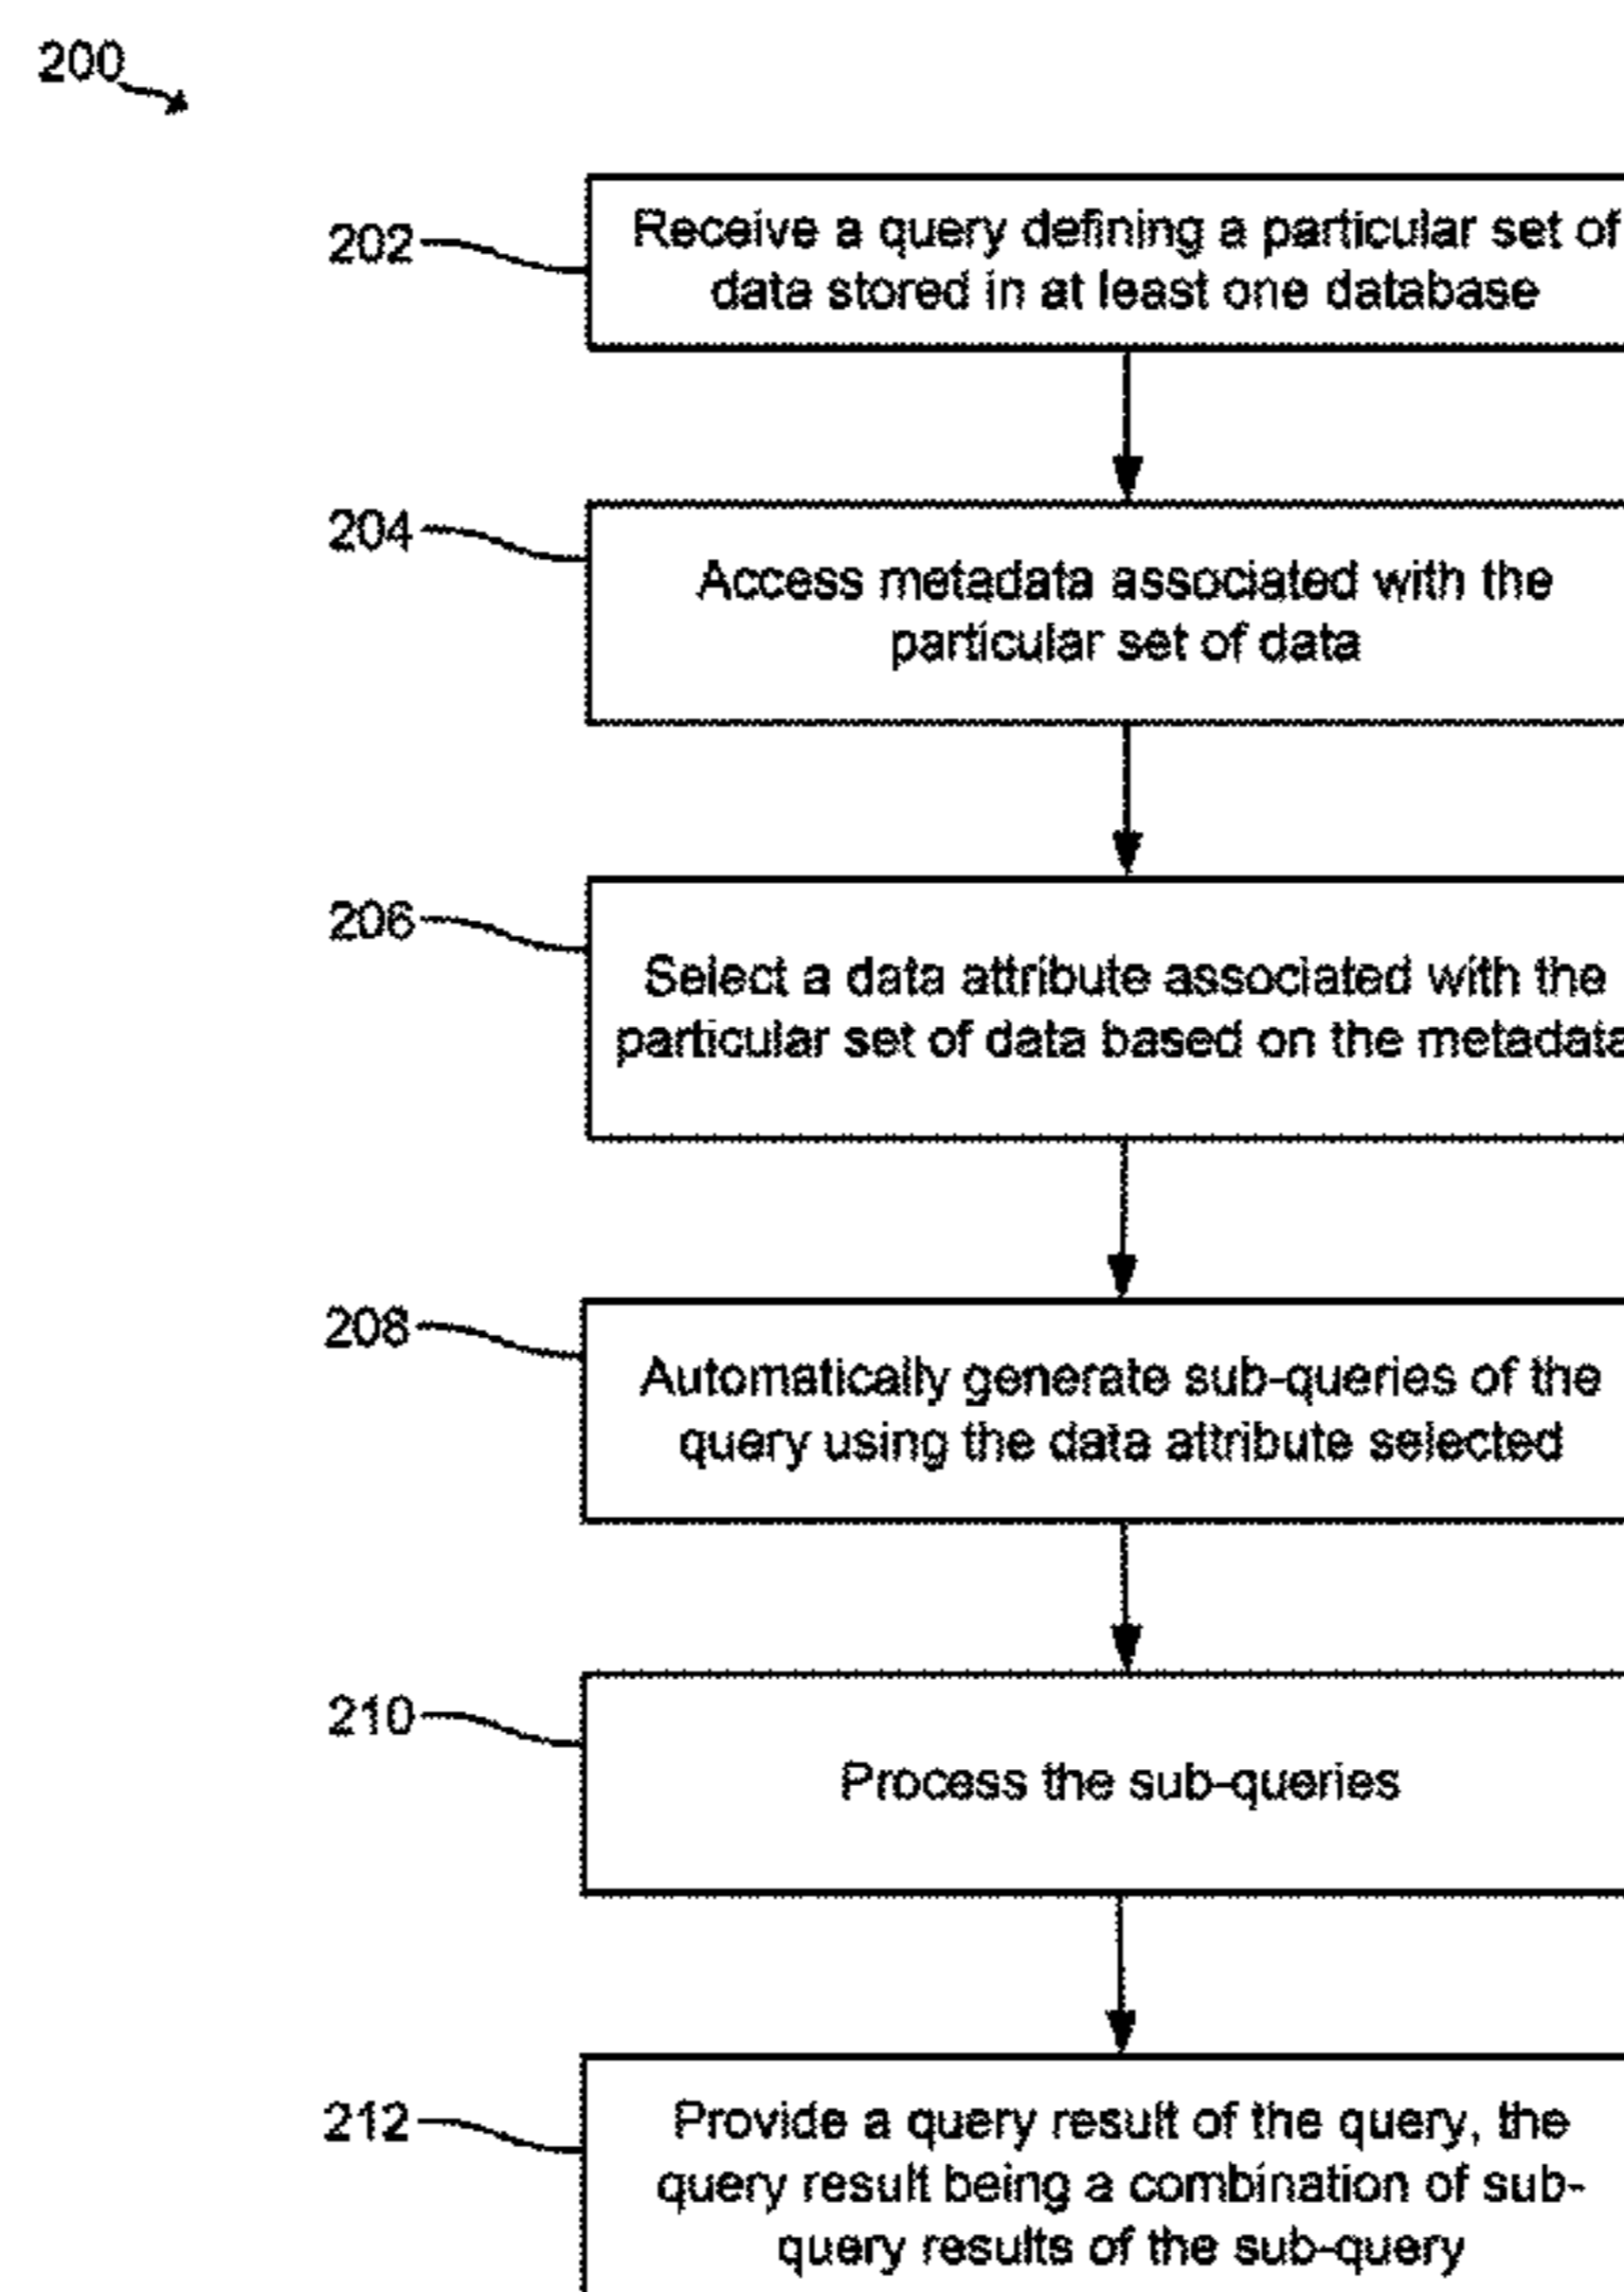 200
202
Receive a query defining a particular set of
data stored in at least one database
204
Access metadata associated with the
particular set of data
206
Select a data attribute associated with the
particular set of data based on the metadata
208
Automatically generate sub-queries of the
query using the data attribute selected
210
Process the sub-queries
212
Provide a query result of the query, the
query result being a combination of sub-
query results of the sub-query